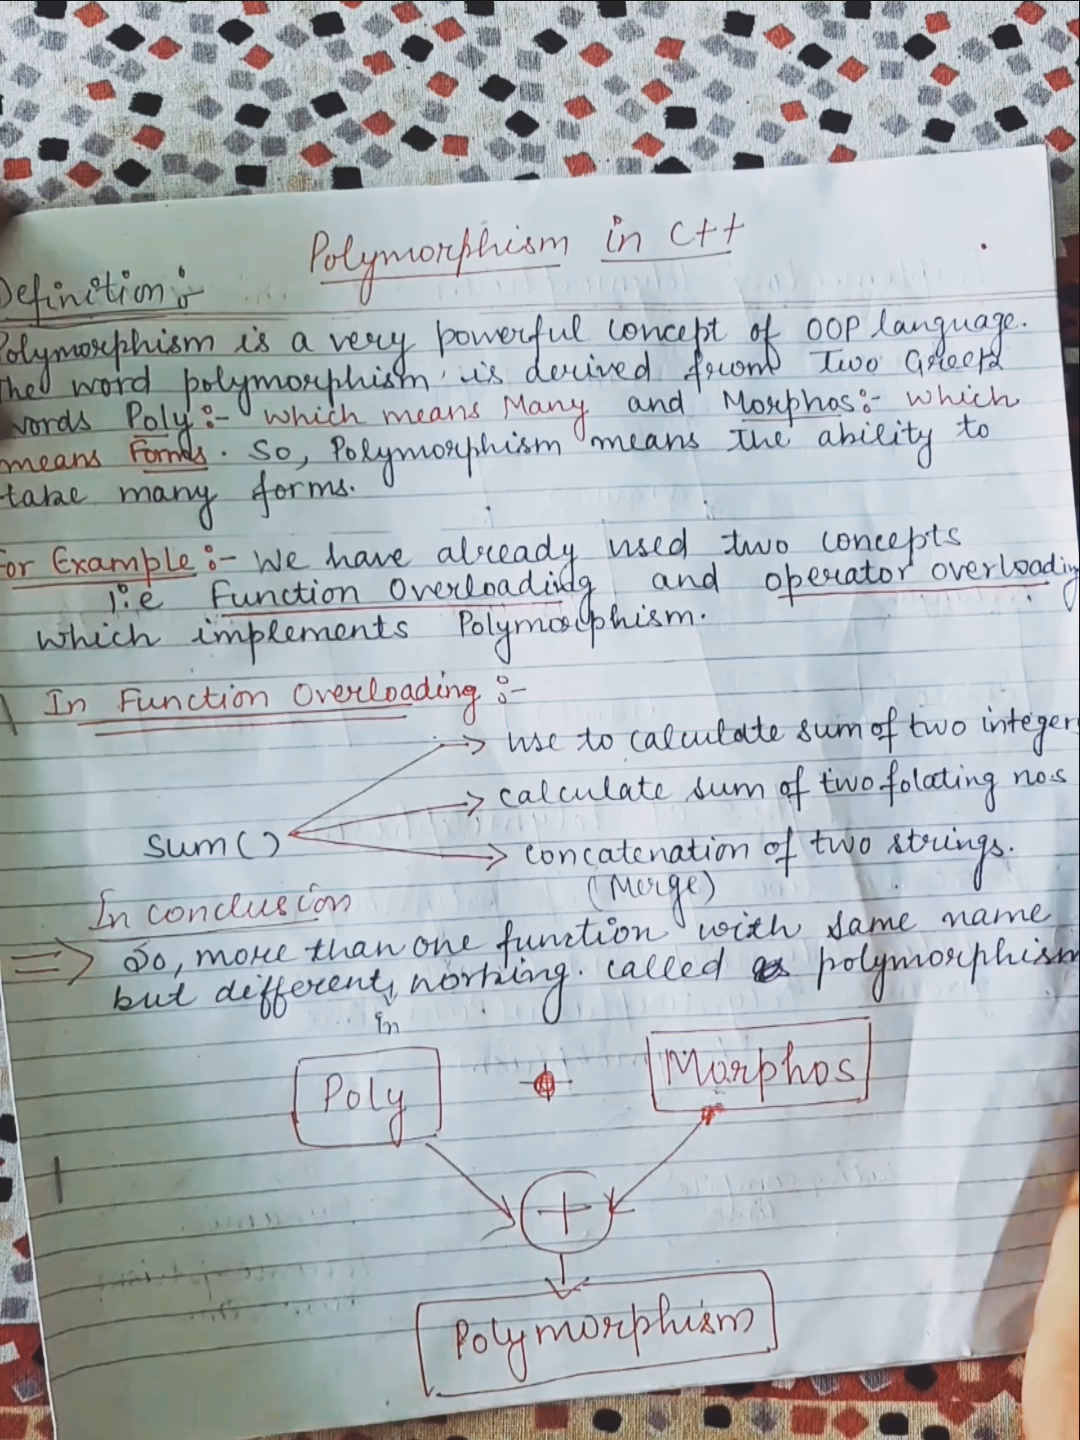 Polymorphism in C++
Definition :-
Polymorphism is a very powerful concept of OOP language.
The word polymorphism is derived from Two Greek
words Poly :- which means Many and Morphos :- which
means Forms. So, Polymorphism means the ability to
take many forms.
For Example :- We have already used two concepts
i.e Function Overloading and operator overloading
which implements Polymorphism.
In Function Overloading :-
use to calculate sum of two integer
calculate sum of two folating no.s
Sum()
concatenation of two strings.
(Merge)
In conclusion
So, more than one function with same name
but different working. called polymorphism
in
Poly
Morphos
+
Polymorphism